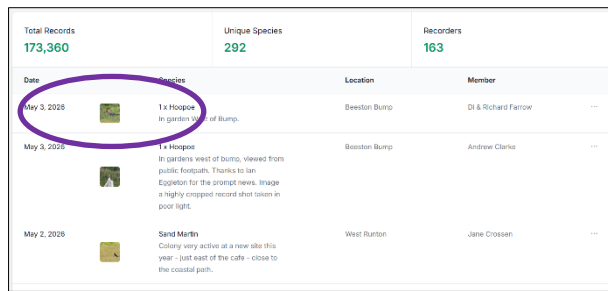 Total Records Unique Species Recorders
173,360 292 163
Date Species Location Member
May 3, 2026 1 x Hoopoe Beeston Bump Di & Richard Farrow ...
In garden West of Bump.
May 3, 2026 1 x Hoopoe Beeston Bump Andrew Clarke ...
In gardens west of bump, viewed from
public footpath. Thanks to Ian
Eggleton for the prompt news. Image
a highly cropped record shot taken in
poor light.
May 2, 2026 Sand Martin West Runton Jane Crossen ...
Colony very active at a new site this
year - just east of the cafe - close to
the coastal path.